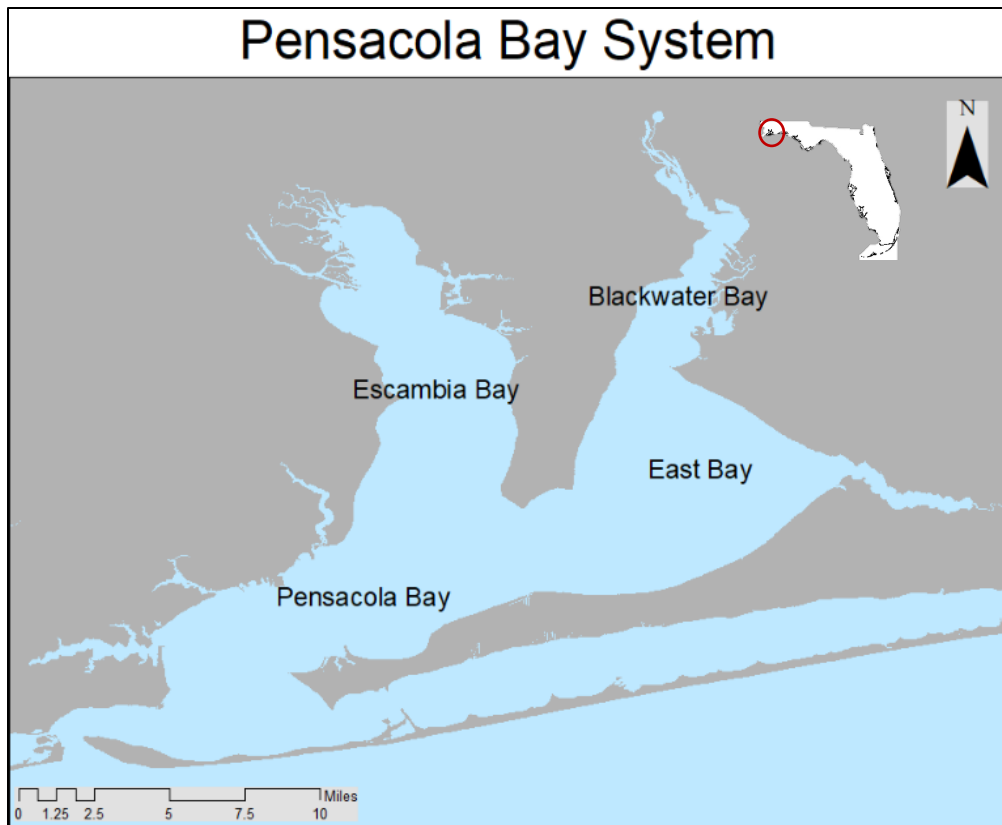 Pensacola Bay System
N
Blackwater Bay
Escambia Bay
East Bay
Pensacola Bay
Miles
0 1.25 2.5 5 7.5 10